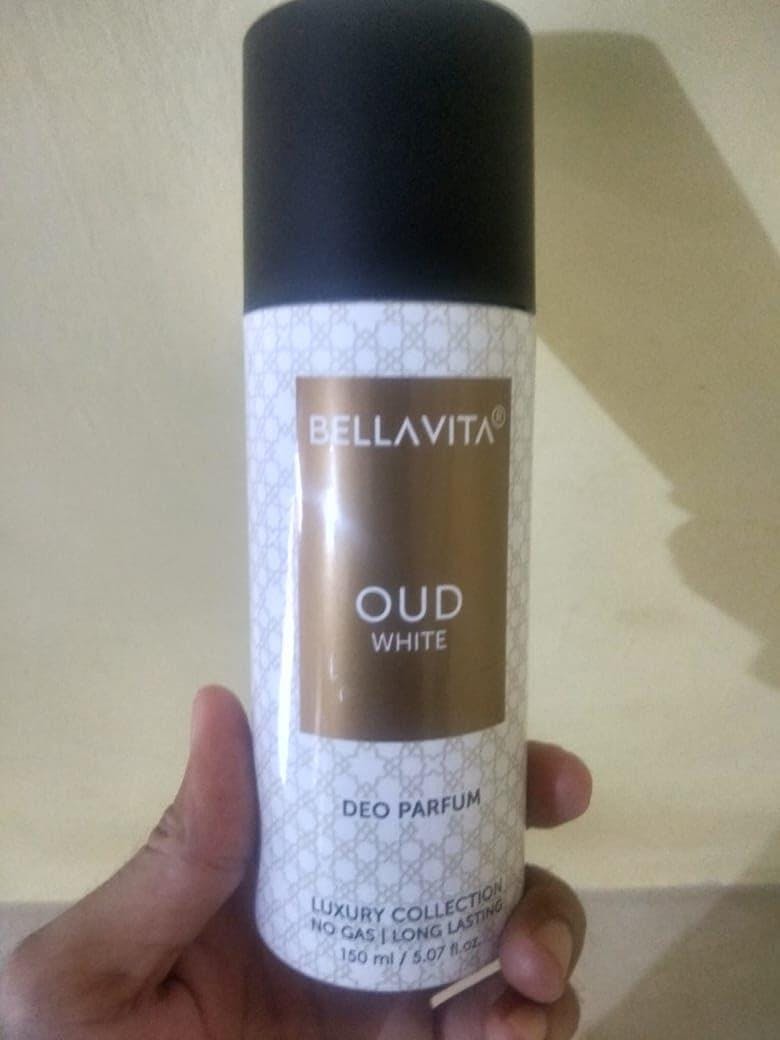 BELLAVITA®
OUD
WHITE
DEO PARFUM
LUXURY COLLECTION
NO GAS | LONG LASTING
150 ml / 5.07 fl.oz.